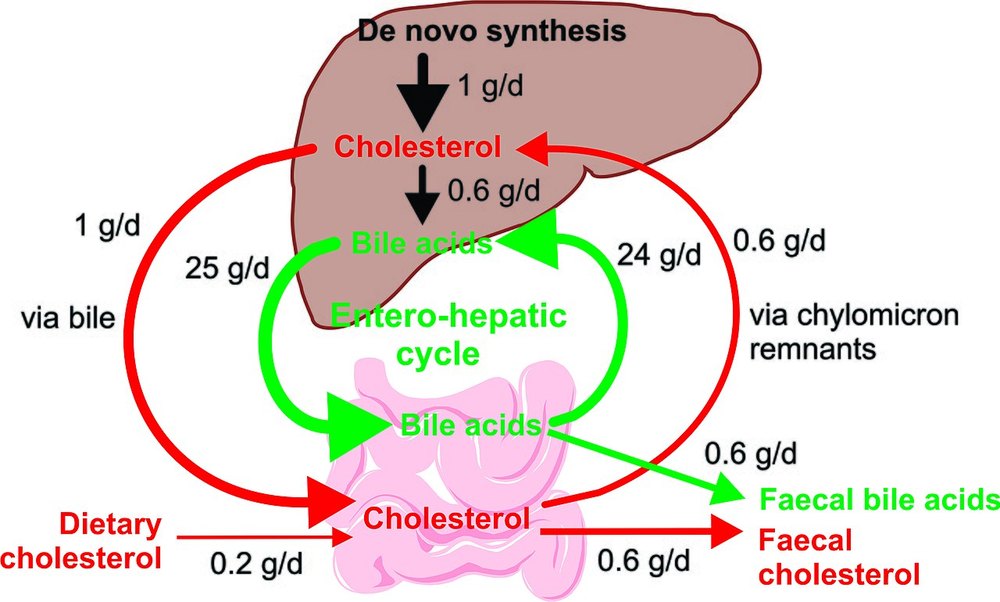 De novo synthesis
1 g/d
Cholesterol
0.6 g/d
1 g/d
Bile acids
0.6 g/d
25 g/d
24 g/d
via bile
Entero-hepatic
cycle
via chylomicron
remnants
Bile acids
0.6 g/d
Faecal bile acids
Cholesterol
Dietary
cholesterol
0.2 g/d
0.6 g/d
Faecal
cholesterol